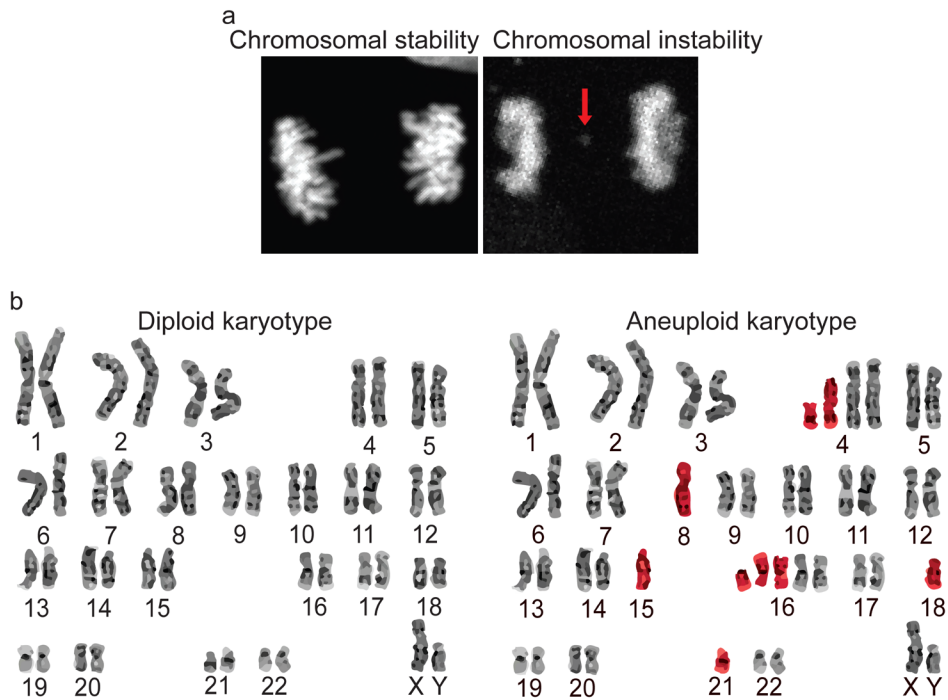 a
Chromosomal stability Chromosomal instability
b
Diploid karyotype Aneuploid karyotype
1 2 3 4 5 1 2 3 4 5
6 7 8 9 10 11 12 6 7 8 9 10 11 12
13 14 15 16 17 18 13 14 15 16 17 18
19 20 21 22 X Y 19 20 21 22 X Y